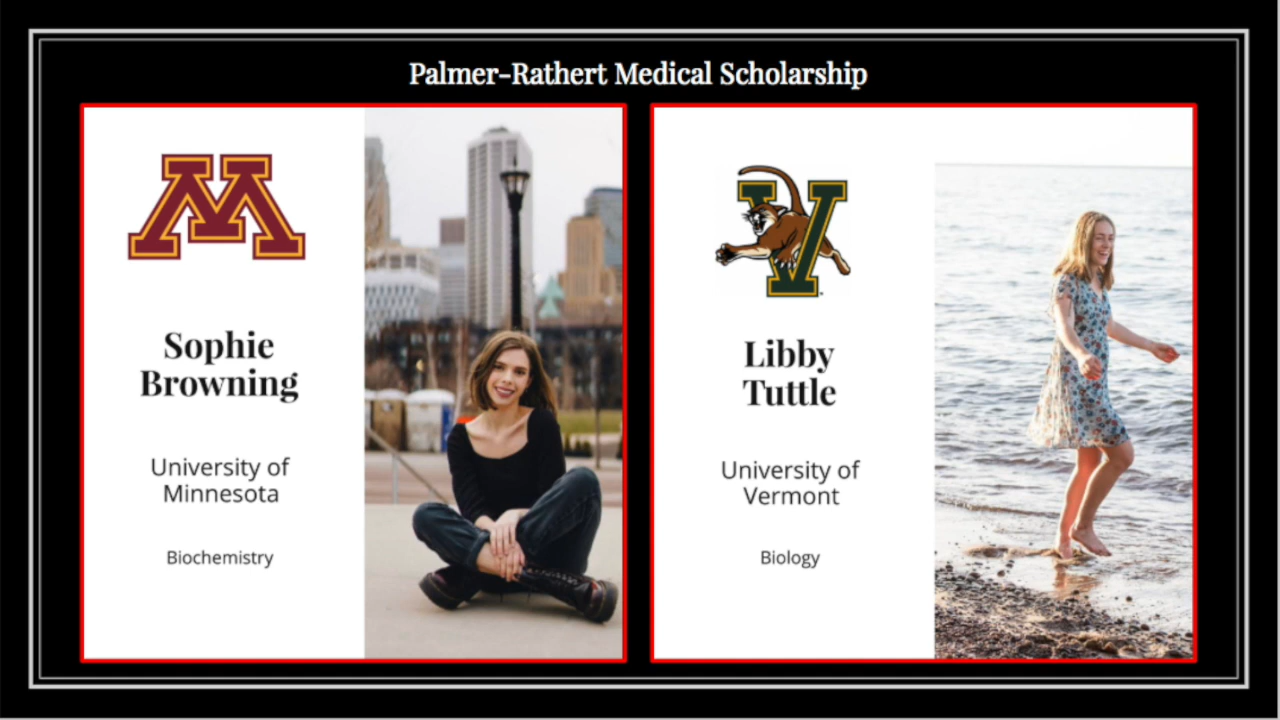 Palmer-Rathert Medical Scholarship
M
Sophie
Browning
University of
Minnesota
Biochemistry
V
Libby
Tuttle
University of
Vermont
Biology